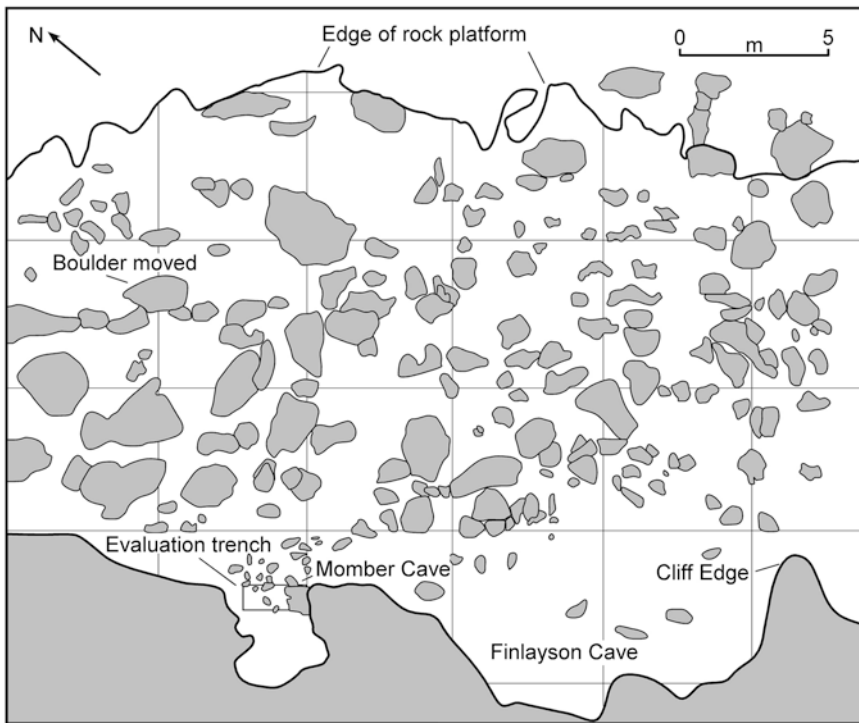 N
Edge of rock platform
0 5
m
Boulder moved
Evaluation trench
Momber Cave
Cliff Edge
Finlayson Cave